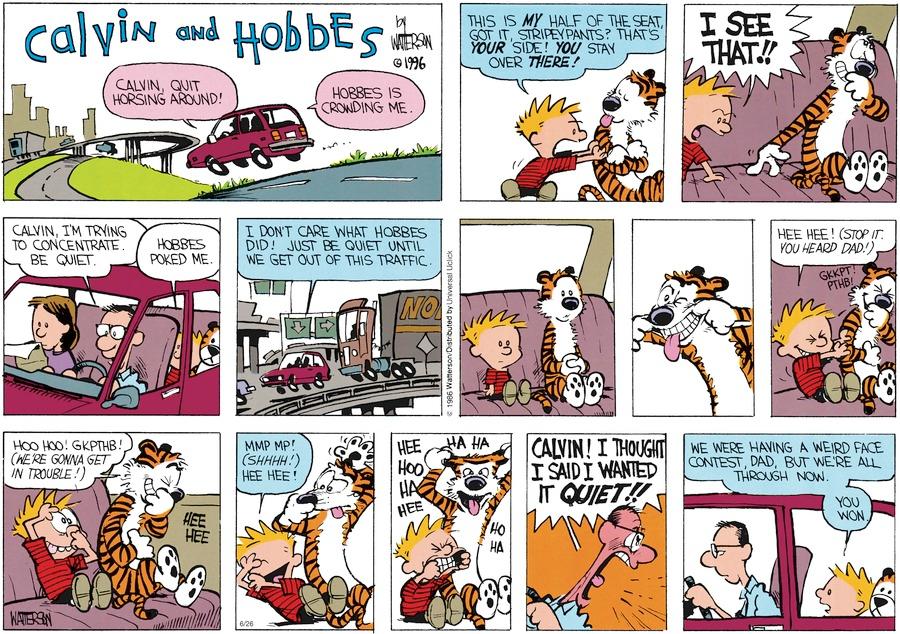 Calvin and Hobbes
by
WATTERSON
© 1996
CALVIN, QUIT
HORSING AROUND!
HOBBES IS
CROWDING ME.
THIS IS MY HALF OF THE SEAT,
GOT IT, STRIPEYPANTS? THAT'S
YOUR SIDE! YOU STAY
OVER THERE!
I SEE
THAT!!
CALVIN, I'M TRYING
TO CONCENTRATE.
BE QUIET.
HOBBES
POKED ME.
I DON'T CARE WHAT HOBBES
DID! JUST BE QUIET UNTIL
WE GET OUT OF THIS TRAFFIC.
NO
© 1986 Watterson/Distributed by Universal Uclick
HEE HEE! (STOP IT.
YOU HEARD DAD!)
GKKPT!
PTHB!
HOO HOO! GKPTHB!
(WE'RE GONNA GET
IN TROUBLE!)
HEE
HEE
WATTERSON
MMP MP!
(SHHHH!)
HEE HEE!
6/26
HEE
HOO
HA
HEE
HA HA
HO
HA
CALVIN! I THOUGHT
I SAID I WANTED
IT QUIET!!
WE WERE HAVING A WEIRD FACE
CONTEST, DAD, BUT WE'RE ALL
THROUGH NOW.
YOU
WON.